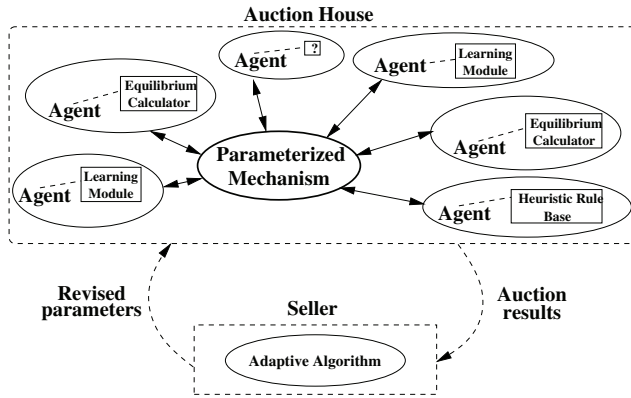 Auction House
Agent
?
Agent
Learning
Module
Agent
Equilibrium
Calculator
Agent
Equilibrium
Calculator
Parameterized
Mechanism
Agent
Learning
Module
Agent
Heuristic Rule
Base
Revised
parameters
Seller
Auction
results
Adaptive Algorithm